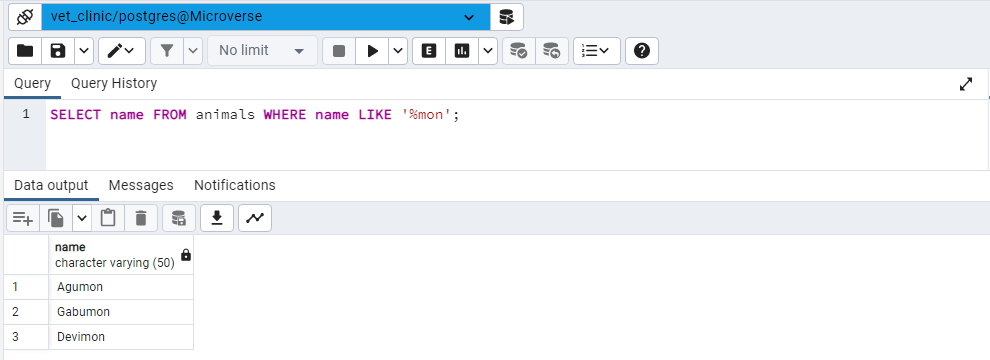 vet_clinic/postgres@Microverse
No limit
E
?
Query Query History
1 SELECT name FROM animals WHERE name LIKE '%mon';
Data output Messages Notifications
name
character varying (50)
1 Agumon
2 Gabumon
3 Devimon